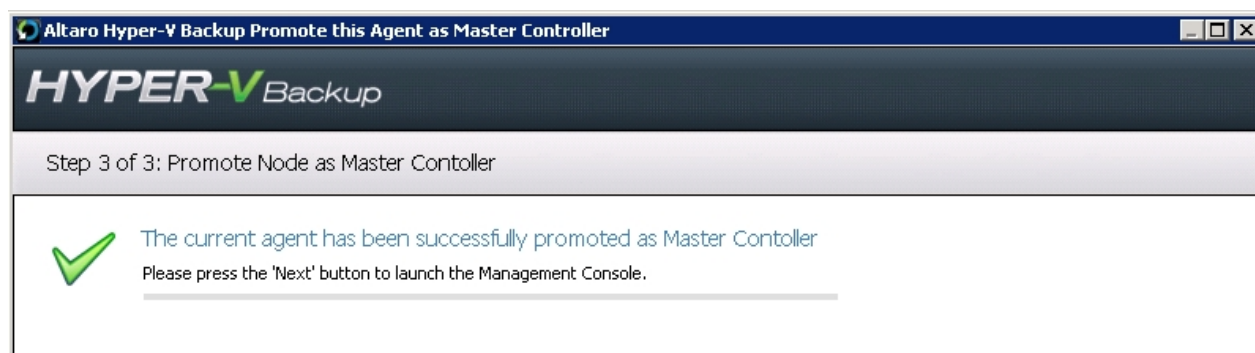 Altaro Hyper-V Backup Promote this Agent as Master Controller
HYPER-V Backup
Step 3 of 3: Promote Node as Master Contoller
The current agent has been successfully promoted as Master Contoller
Please press the 'Next' button to launch the Management Console.